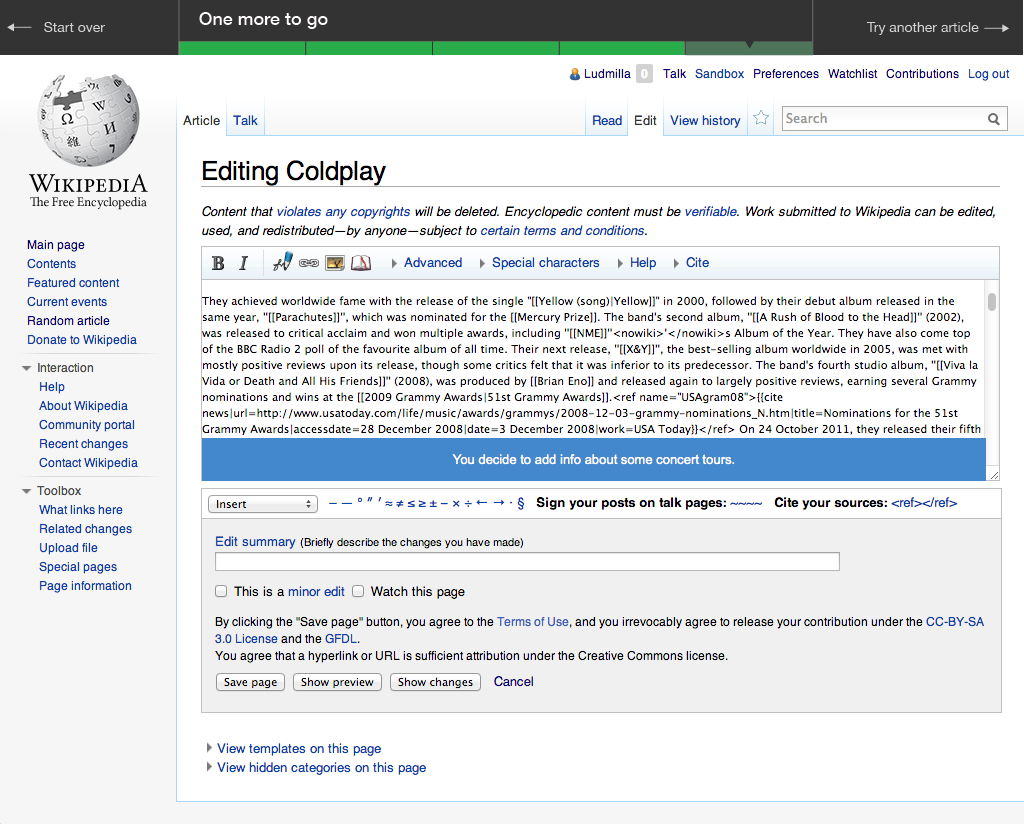 Start over
One more to go
Try another article
Ludmilla 0 Talk Sandbox Preferences Watchlist Contributions Log out
Article Talk Read Edit View history Search
WIKIPEDIA
The Free Encyclopedia
Main page
Contents
Featured content
Current events
Random article
Donate to Wikipedia
Interaction
Help
About Wikipedia
Community portal
Recent changes
Contact Wikipedia
Toolbox
What links here
Related changes
Upload file
Special pages
Page information
Editing Coldplay
Content that violates any copyrights will be deleted. Encyclopedic content must be verifiable. Work submitted to Wikipedia can be edited,
used, and redistributed—by anyone—subject to certain terms and conditions.
B I Advanced Special characters Help Cite
They achieved worldwide fame with the release of the single "[[Yellow (song)|Yellow]]" in 2000, followed by their debut album released in the
same year, ''[[Parachutes]]'', which was nominated for the [[Mercury Prize]]. The band's second album, ''[[A Rush of Blood to the Head]]'' (2002),
was released to critical acclaim and won multiple awards, including ''[[NME]]''<nowiki>'</nowiki>s Album of the Year. They have also come top
of the BBC Radio 2 poll of the favourite album of all time. Their next release, ''[[X&Y]]'', the best-selling album worldwide in 2005, was met with
mostly positive reviews upon its release, though some critics felt that it was inferior to its predecessor. The band's fourth studio album, ''[[Viva la
Vida or Death and All His Friends]]'' (2008), was produced by [[Brian Eno]] and released again to largely positive reviews, earning several Grammy
nominations and wins at the [[2009 Grammy Awards|51st Grammy Awards]].<ref name="USAgram08">{{cite
news|url=http://www.usatoday.com/life/music/awards/grammys/2008-12-03-grammy-nominations_N.htm|title=Nominations for the 51st
Grammy Awards|accessdate=28 December 2008|date=3 December 2008|work=USA Today}}</ref> On 24 October 2011, they released their fifth
You decide to add info about some concert tours.
Insert – — ° ″ ′ ≈ ≠ ≤ ≥ ± − × ÷ ← → · § Sign your posts on talk pages: ~~~~ Cite your sources: <ref></ref>
Edit summary (Briefly describe the changes you have made)
This is a minor edit Watch this page
By clicking the "Save page" button, you agree to the Terms of Use, and you irrevocably agree to release your contribution under the CC-BY-SA
3.0 License and the GFDL.
You agree that a hyperlink or URL is sufficient attribution under the Creative Commons license.
Save page Show preview Show changes Cancel
View templates on this page
View hidden categories on this page